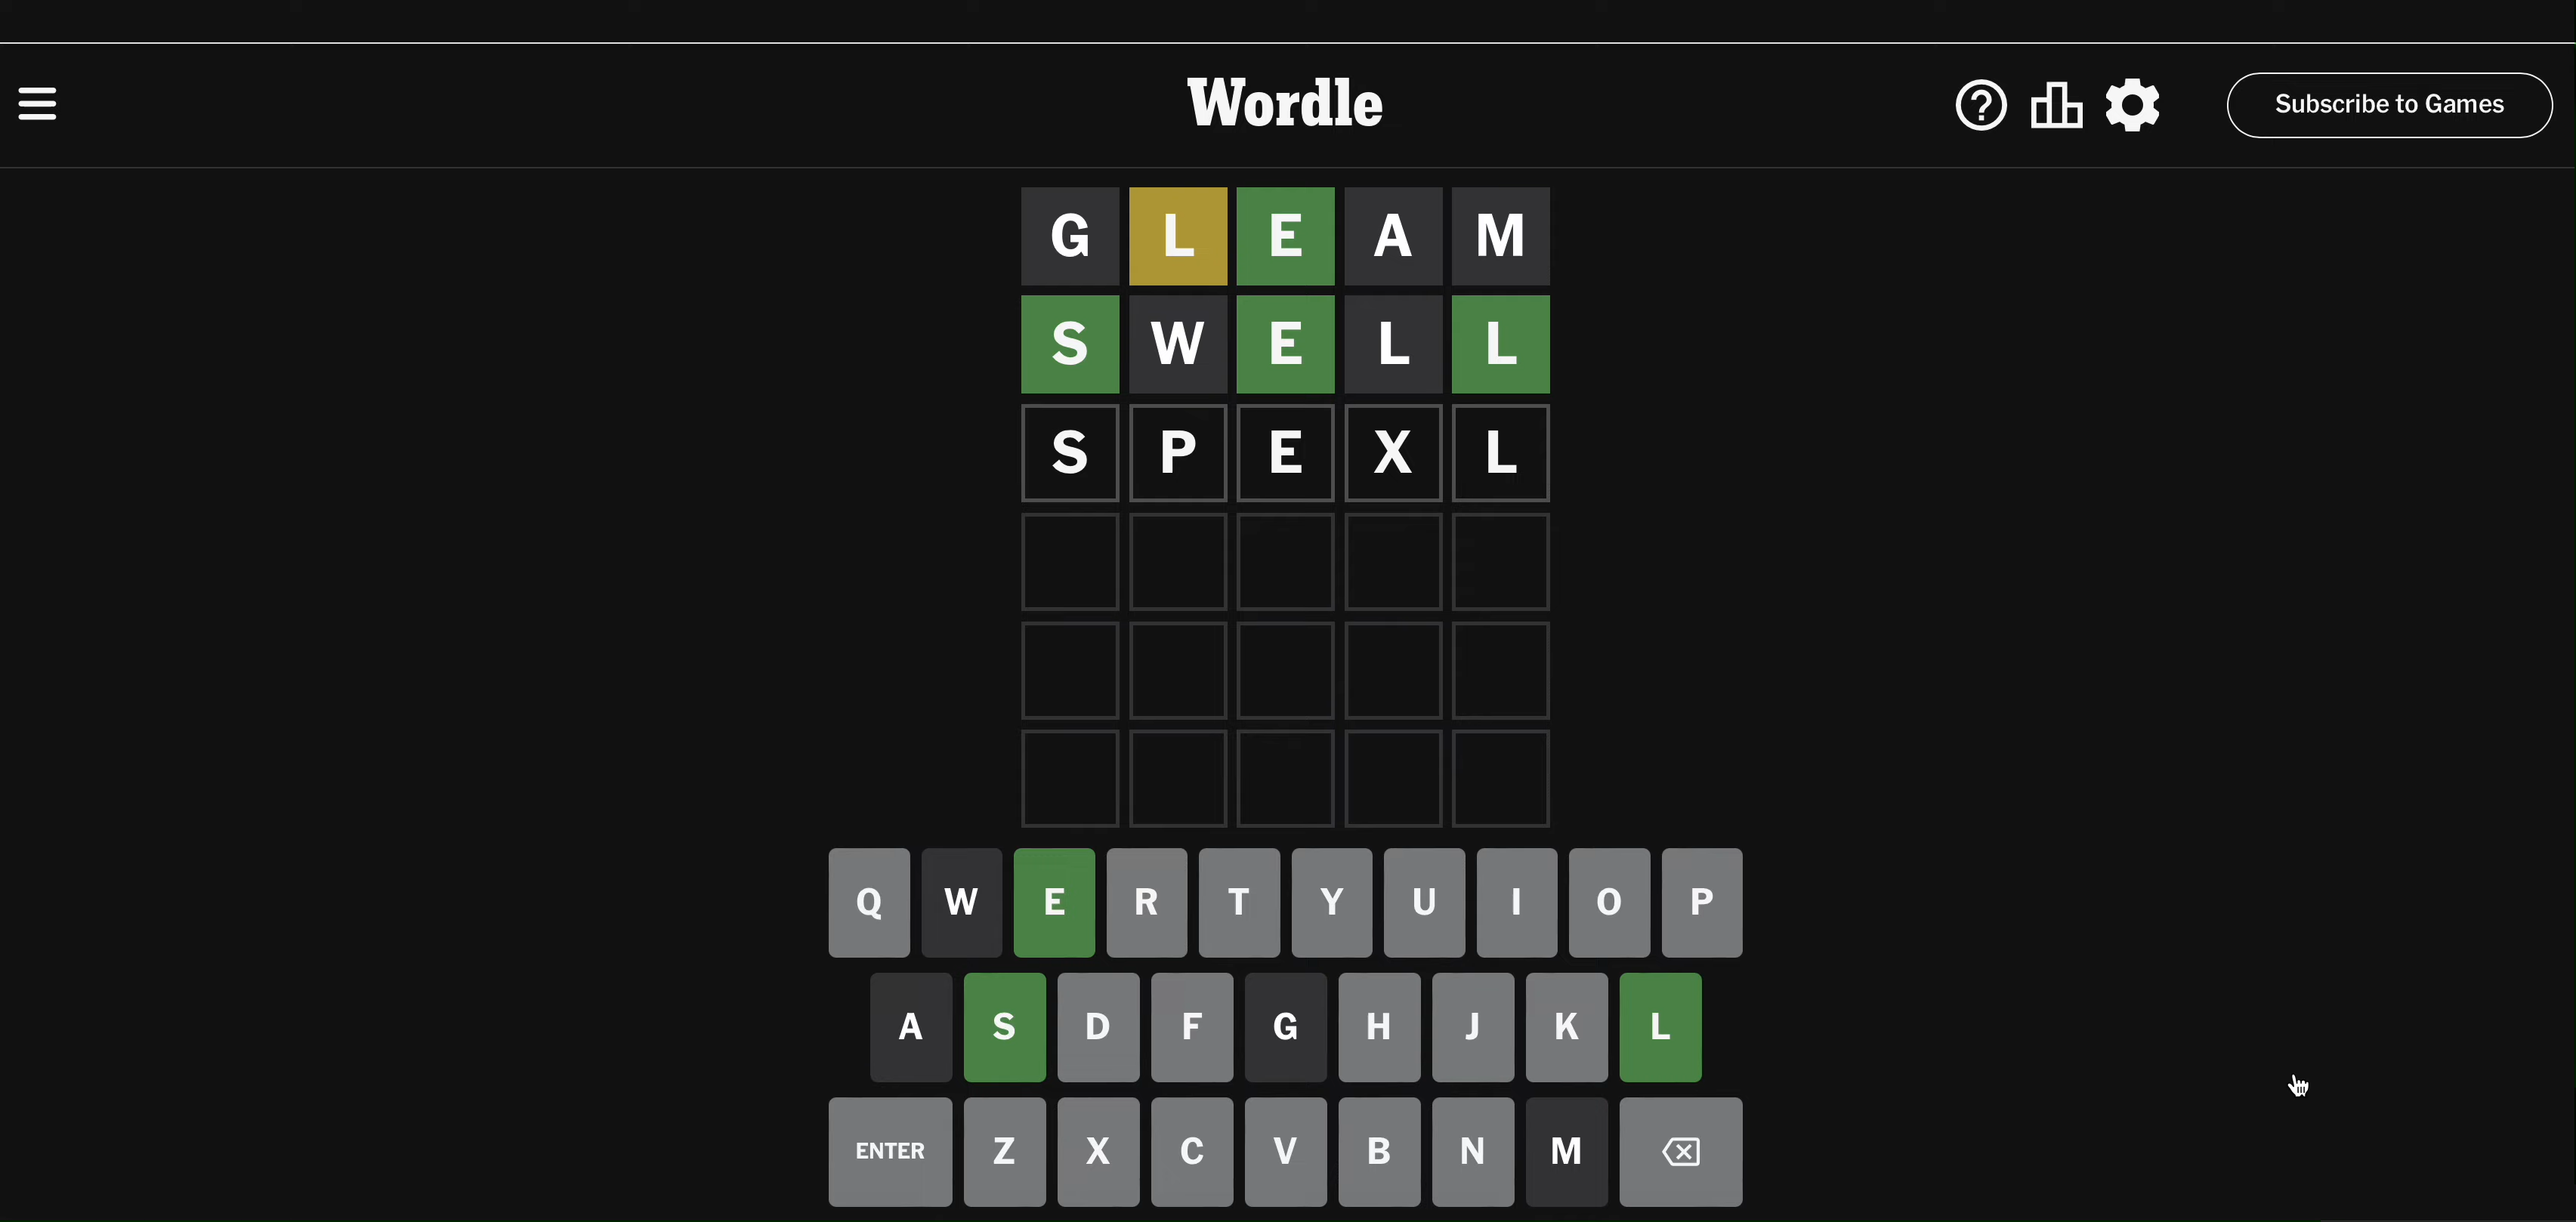 Wordle
Subscribe to Games
G L E A M
S W E L L
S P E X L
Q W E R T Y U I O P
A S D F G H J K L
ENTER Z X C V B N M